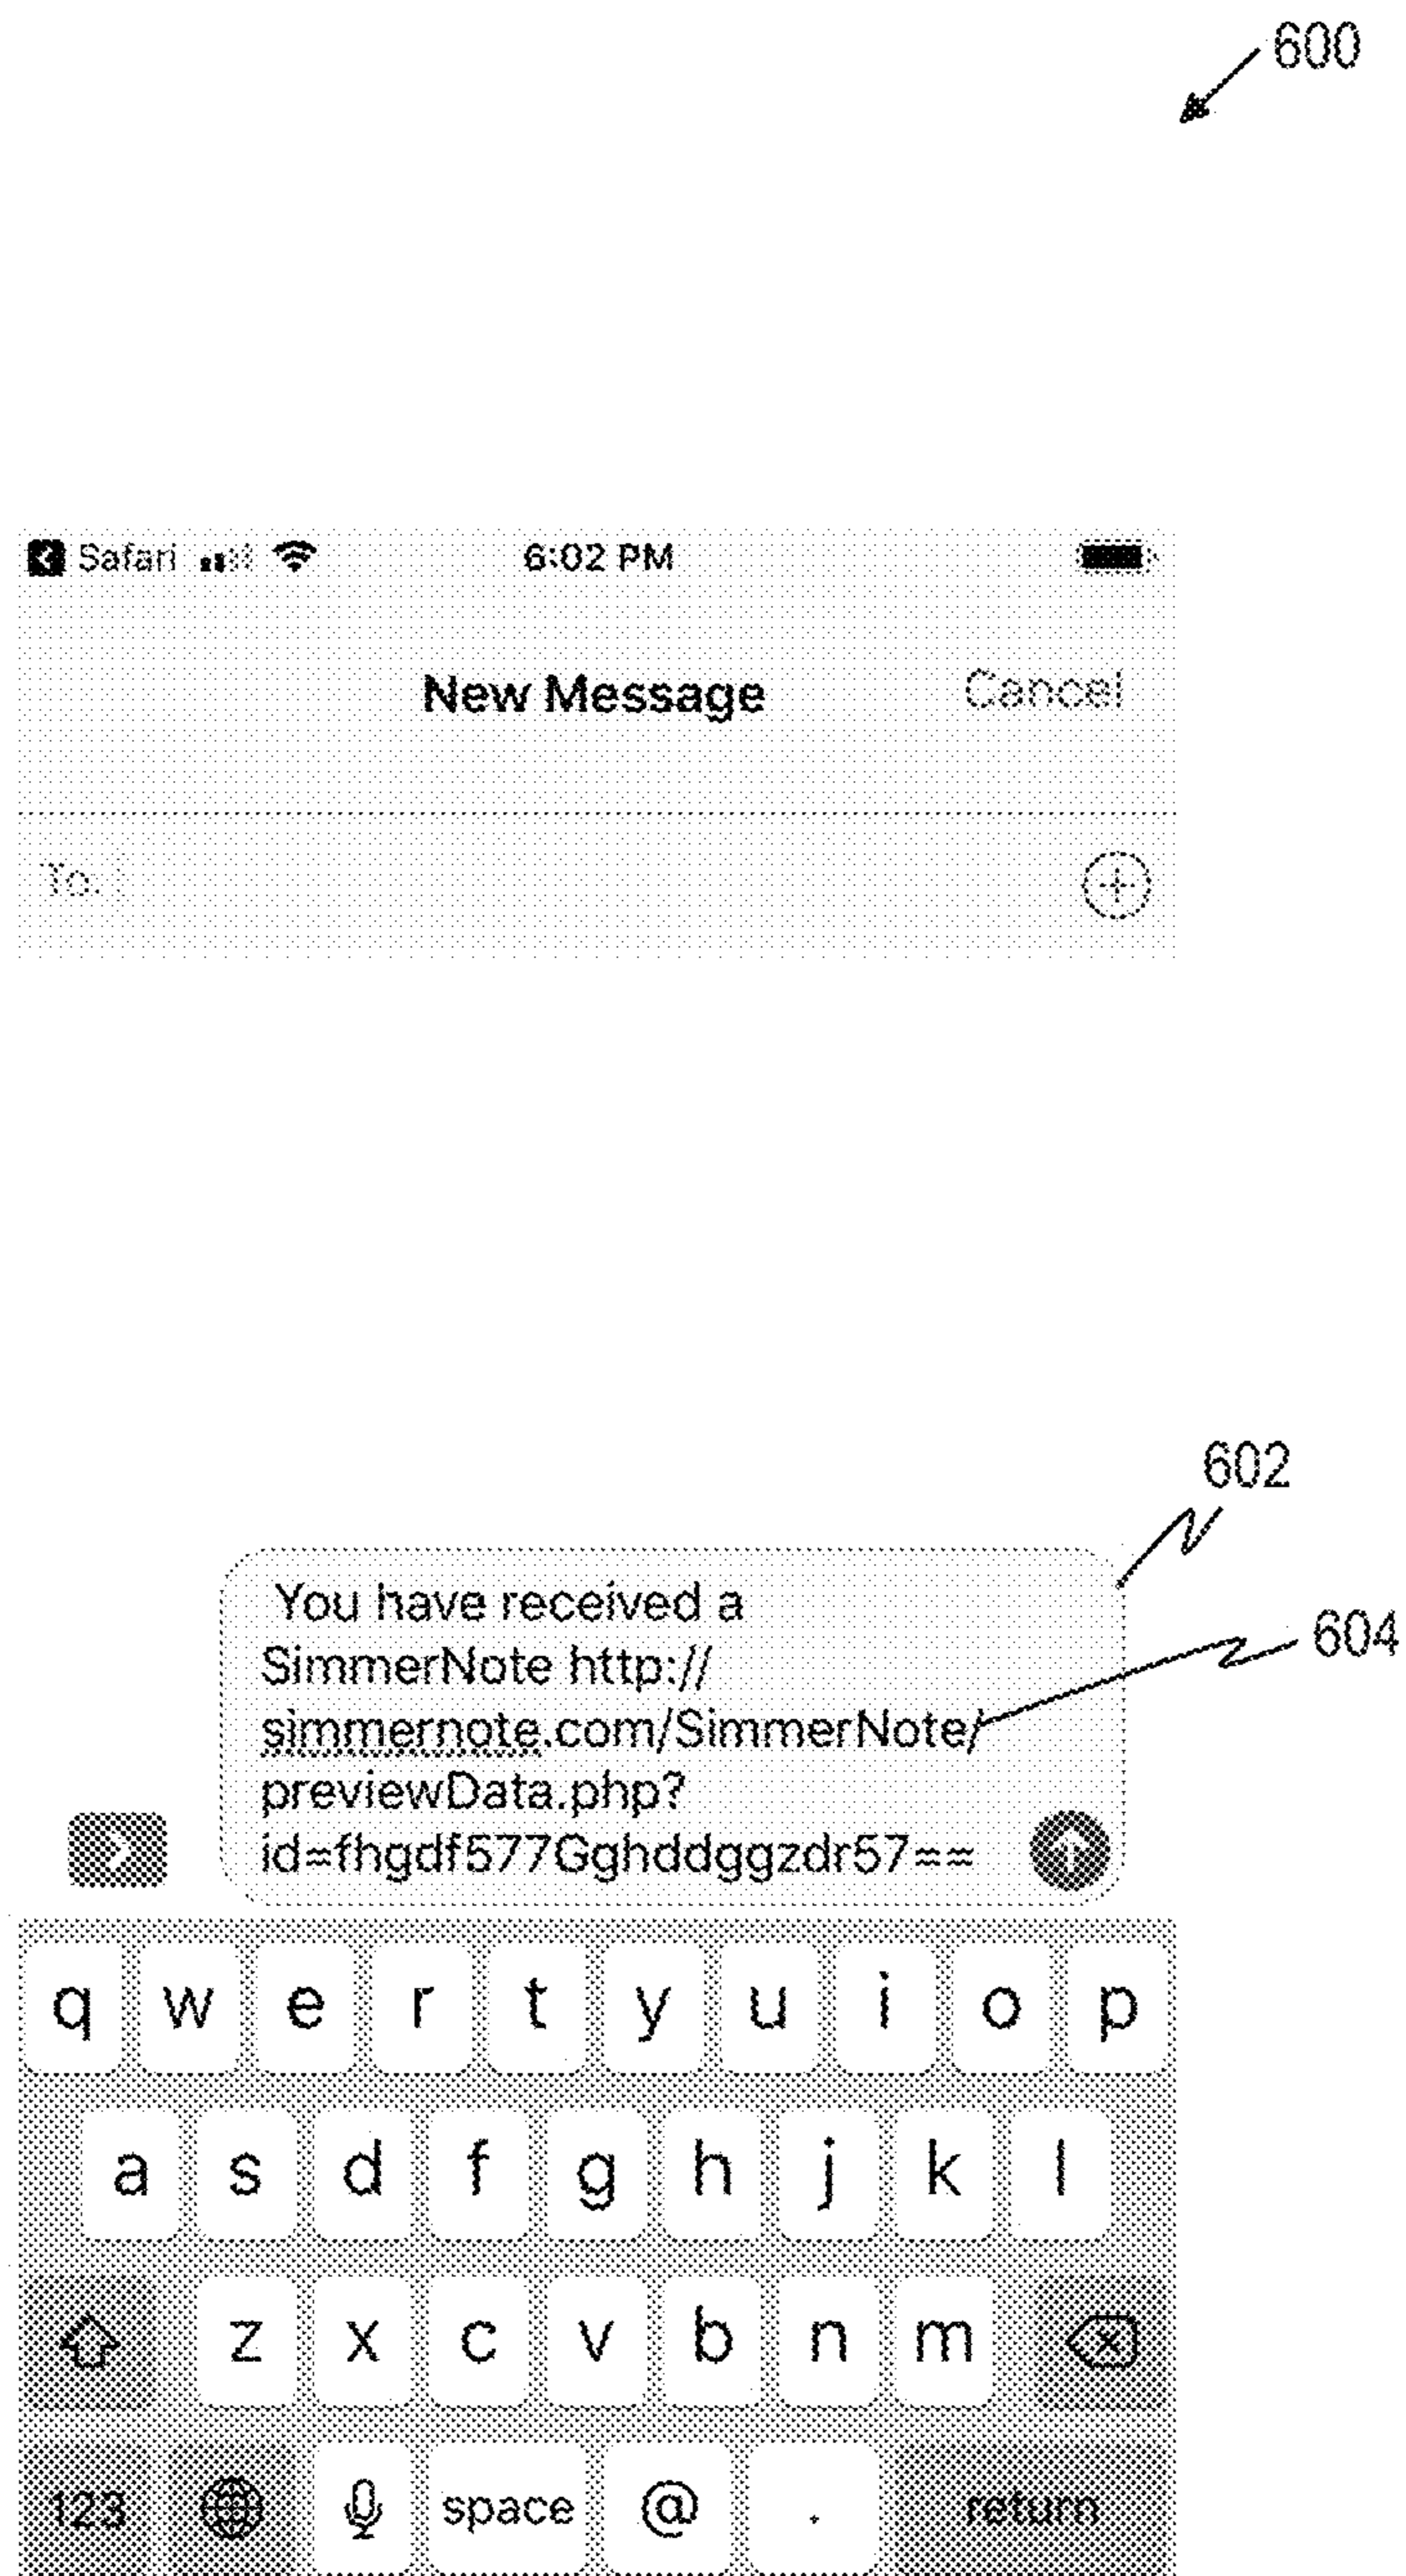 600
Safari 6:02 PM
New Message Cancel
To:
602
You have received a
604
SimmerNote http://
simmernote.com/SimmerNote/
previewData.php?
id=fhgdf577Gghddggzdr57==
q w e r t y u i o p
a s d f g h j k l
z x c v b n m
123 space @ . return